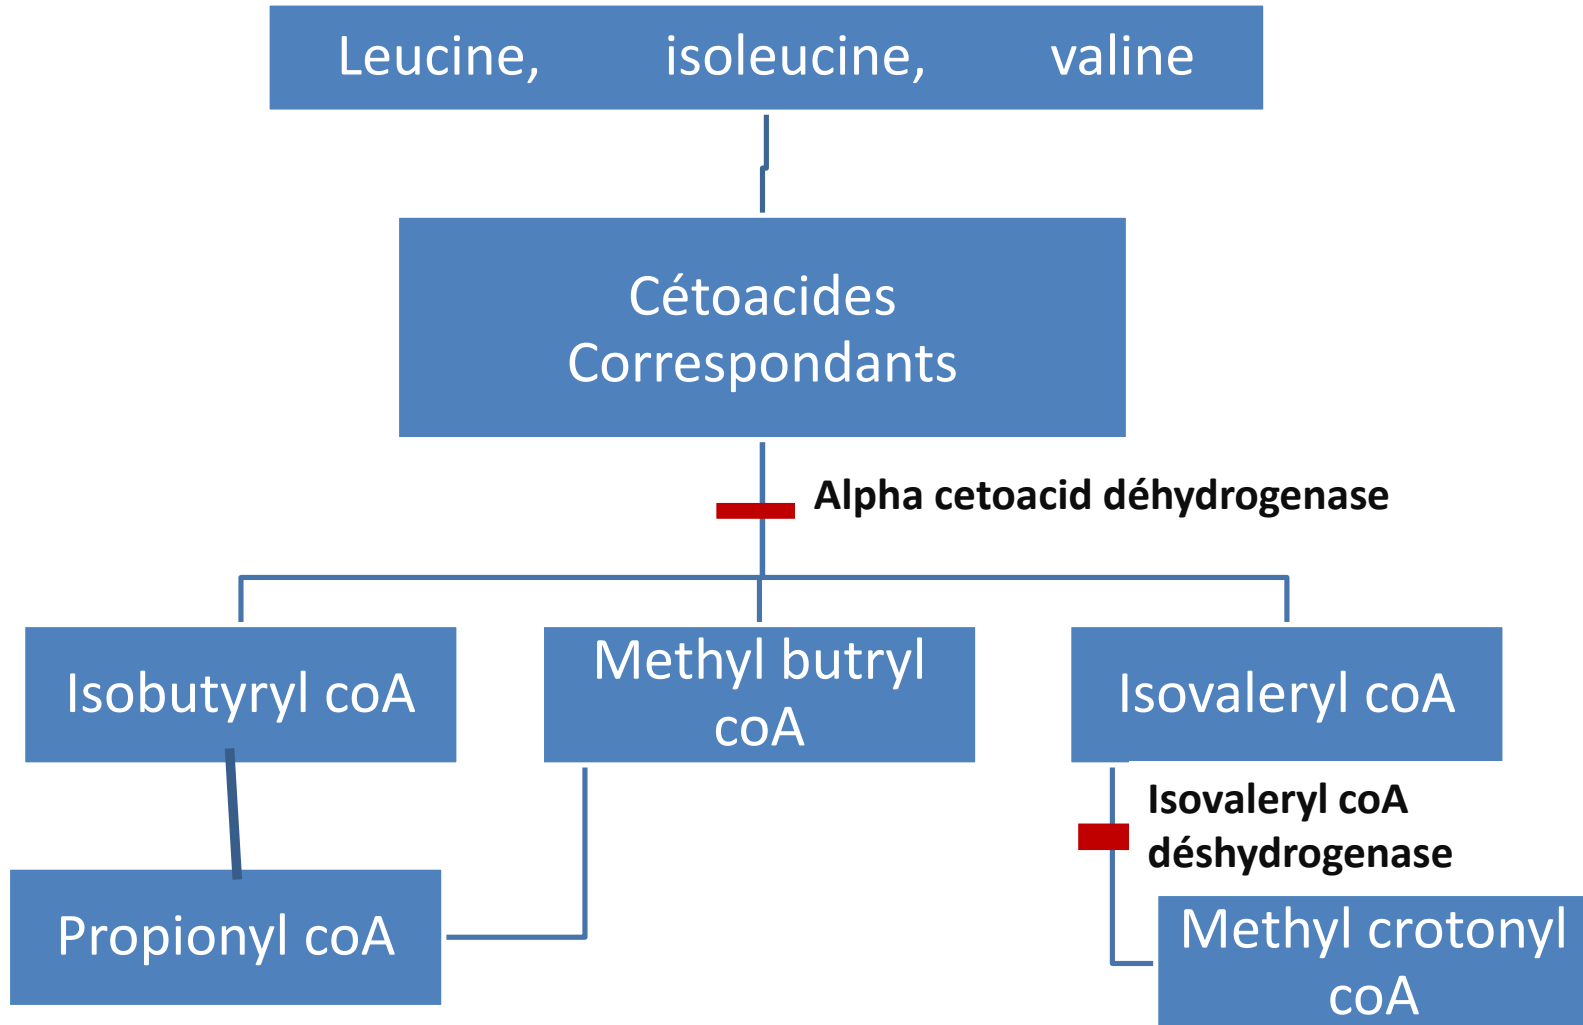 Leucine, isoleucine, valine
Cétoacides
Correspondants
Alpha cetoacid déhydrogenase
Isobutyryl coA
Methyl butryl
coA
Isovaleryl coA
Isovaleryl coA
déshydrogenase
Propionyl coA
Methyl crotonyl
coA